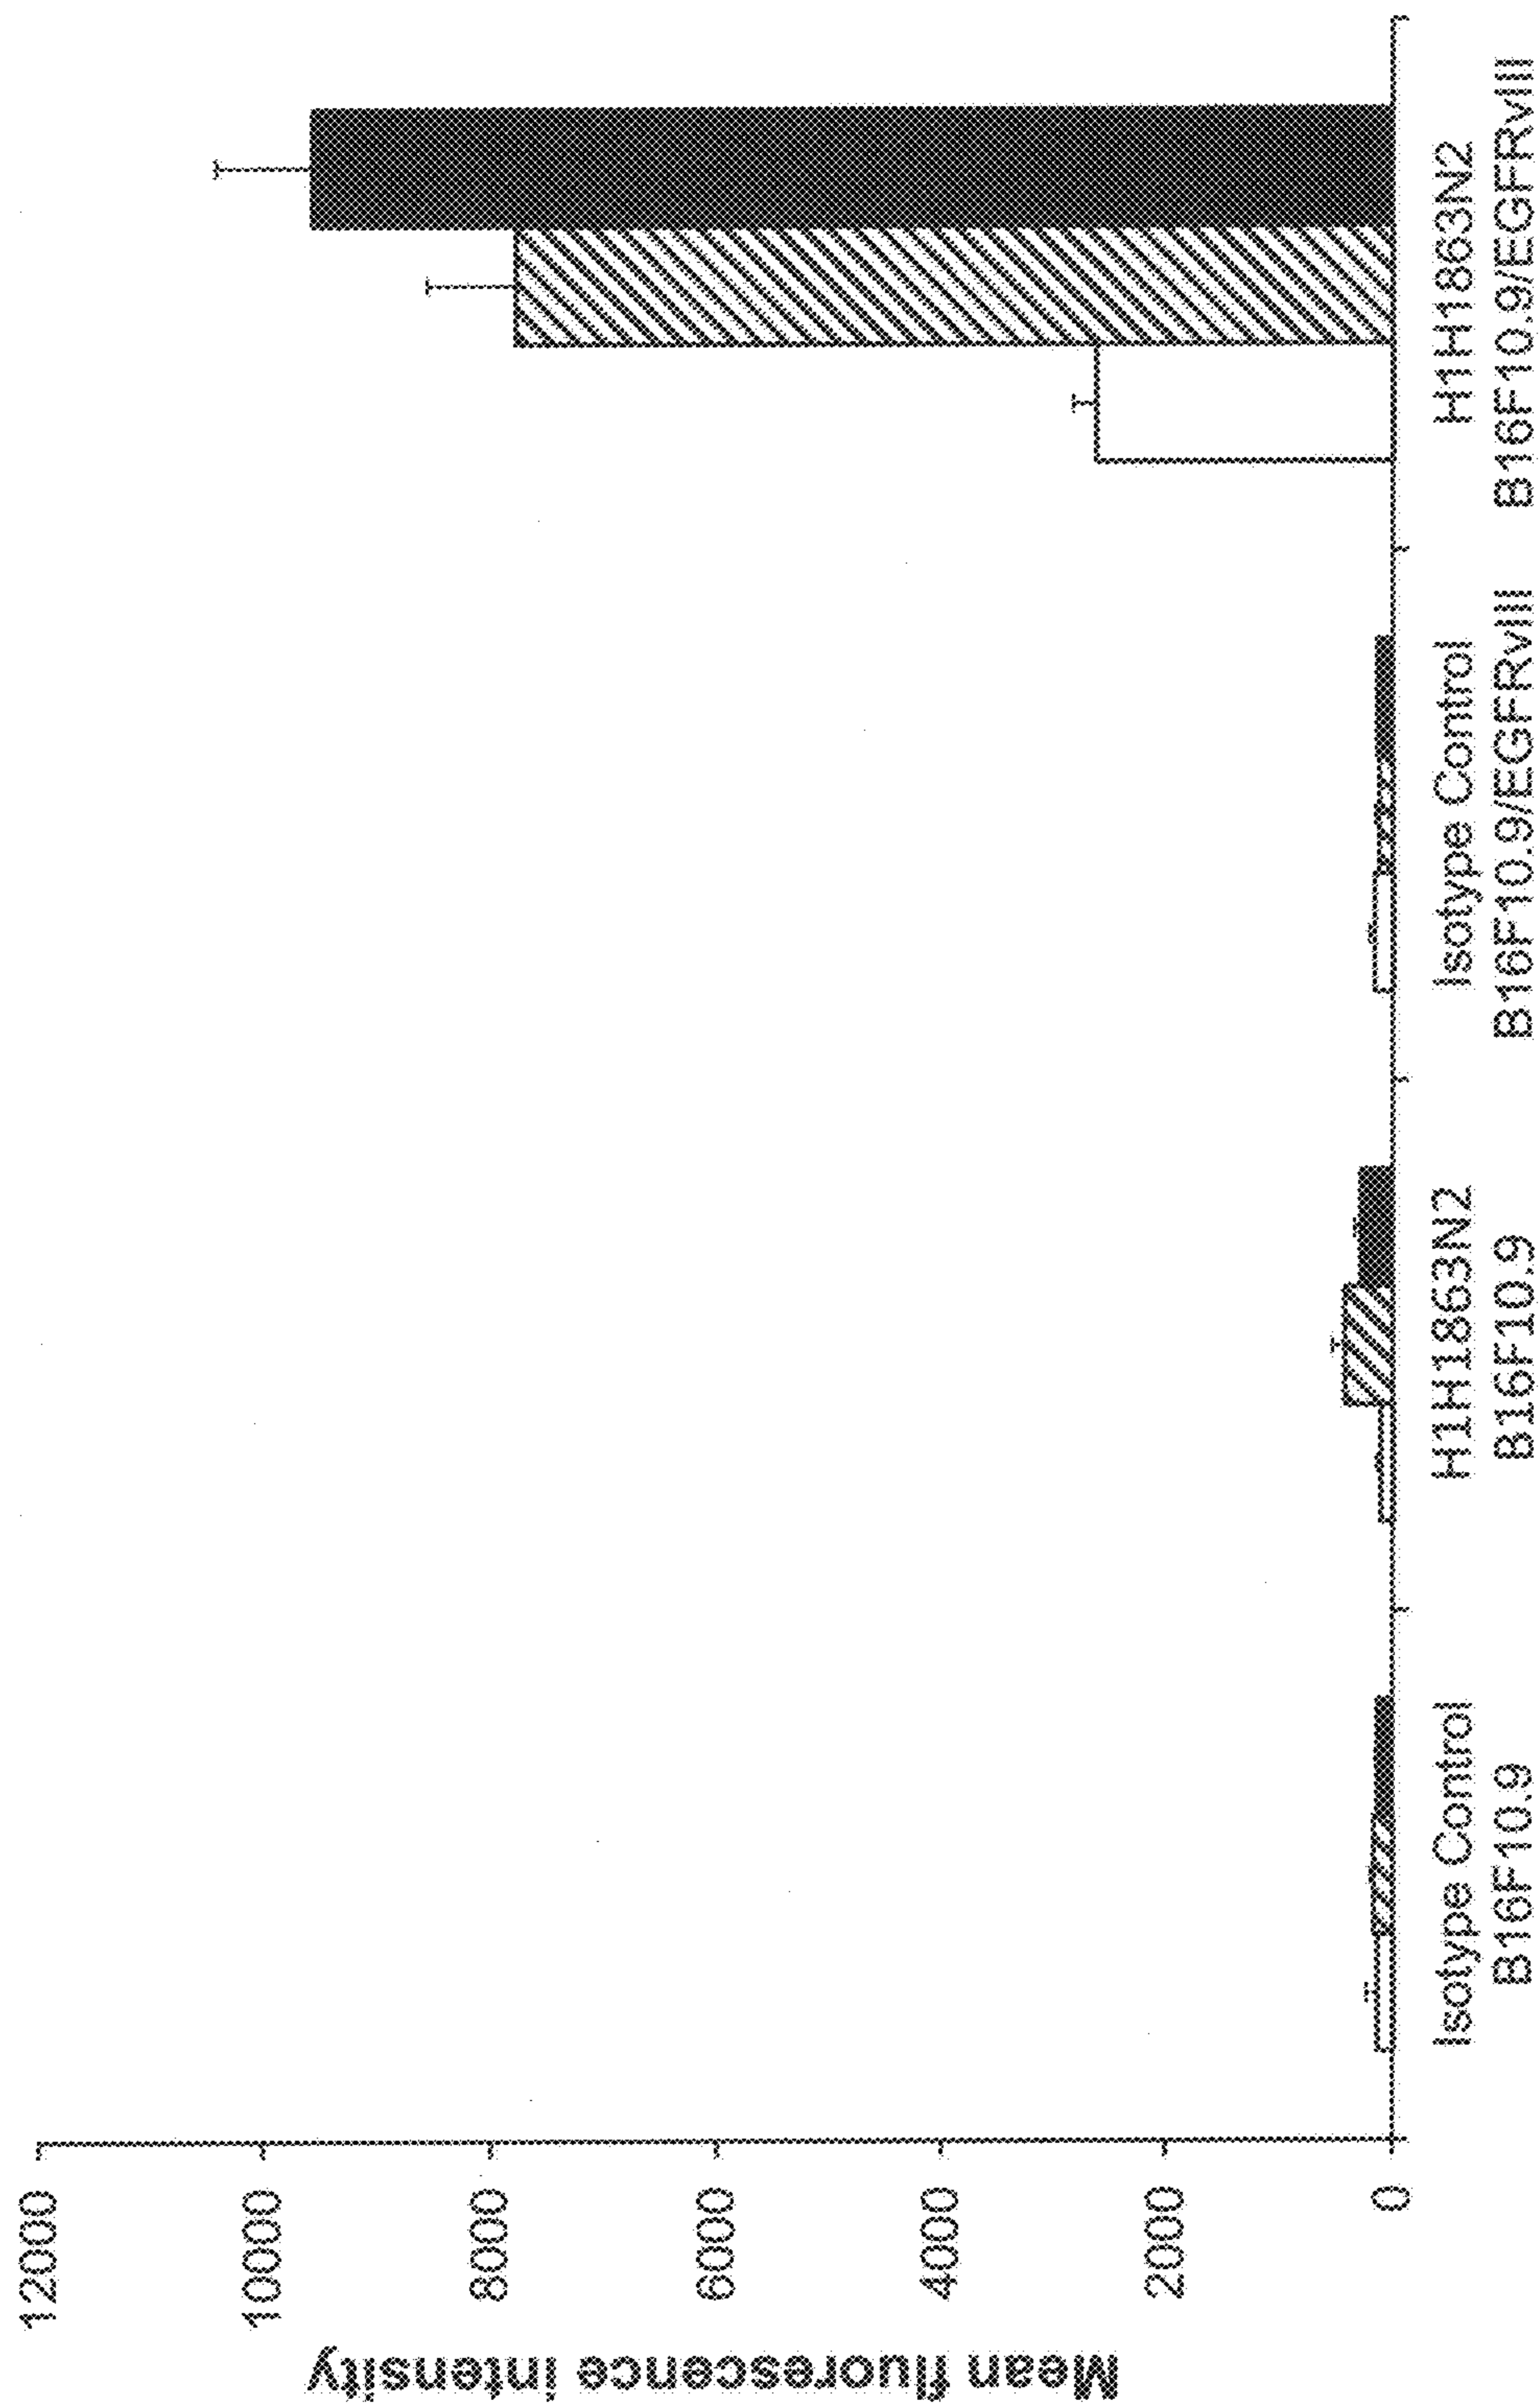 Mean fluorescence intensity
12000
10000
8000
6000
4000
2000
0
Isotype Control
B16F10.9
H1H1863N2
B16F10.9
Isotype Control
B16F10.9/EGFRvIII
H1H1863N2
B16F10.9/EGFRvIII